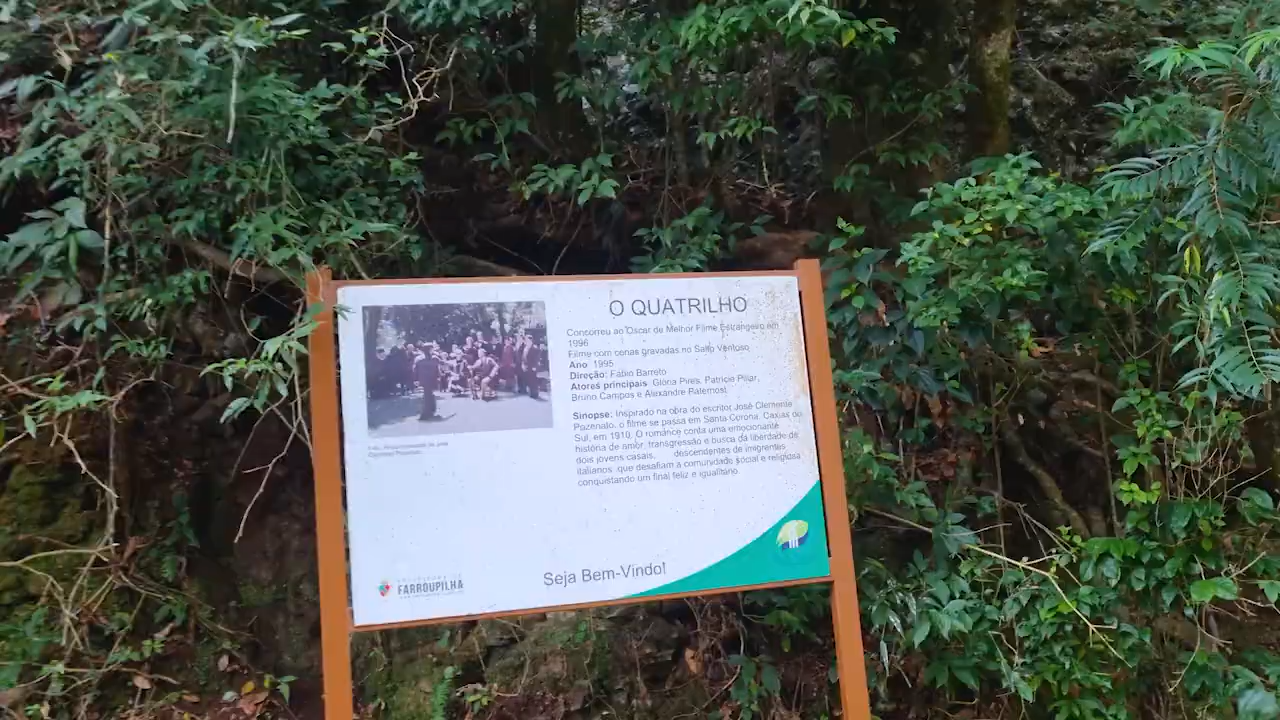 O QUATRILHO
Concorreu ao Oscar de Melhor Filme Estrangeiro em
1996
Filme com cenas gravadas no Salto Ventoso
Ano 1995
Direção: Fábio Barreto
Atores principais Glória Pires, Patrícia Pillar,
Bruno Campos e Alexandre Paternost
Sinopse: Inspirado na obra do escritor José Clemente
Pozenato, o filme se passa em Santa Corona, Caxias do
Sul, em 1910. O romance conta uma emocionante
história de amor, transgressão e busca da liberdade de
dois jovens casais, descendentes de imigrantes
italianos que desafiam a comunidade social e religiosa
conquistando um final feliz e igualitário.
Seja Bem-Vindo!
FARROUPILHA